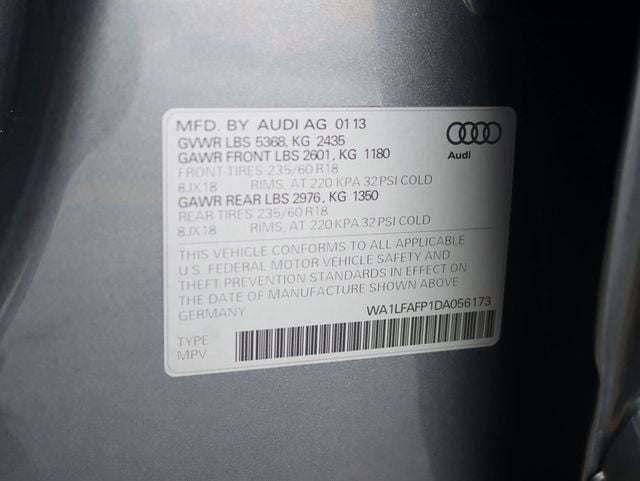 MFD. BY AUDI AG 01 13
GVWR LBS 5368, KG 2435
GAWR FRONT LBS 2601, KG 1180
FRONT-TIRES 235/60 R18
8JX18 RIMS, AT 220 KPA 32 PSI COLD
GAWR REAR LBS 2976, KG 1350
REAR TIRES 235/60 R18
8JX18 RIMS, AT 220 KPA 32 PSI COLD
Audi
THIS VEHICLE CONFORMS TO ALL APPLICABLE
U.S. FEDERAL MOTOR VEHICLE SAFETY AND
THEFT PREVENTION STANDARDS IN EFFECT ON
THE DATE OF MANUFACTURE SHOWN ABOVE
GERMANY WA1LFAFP1DA056173
TYPE
MPV